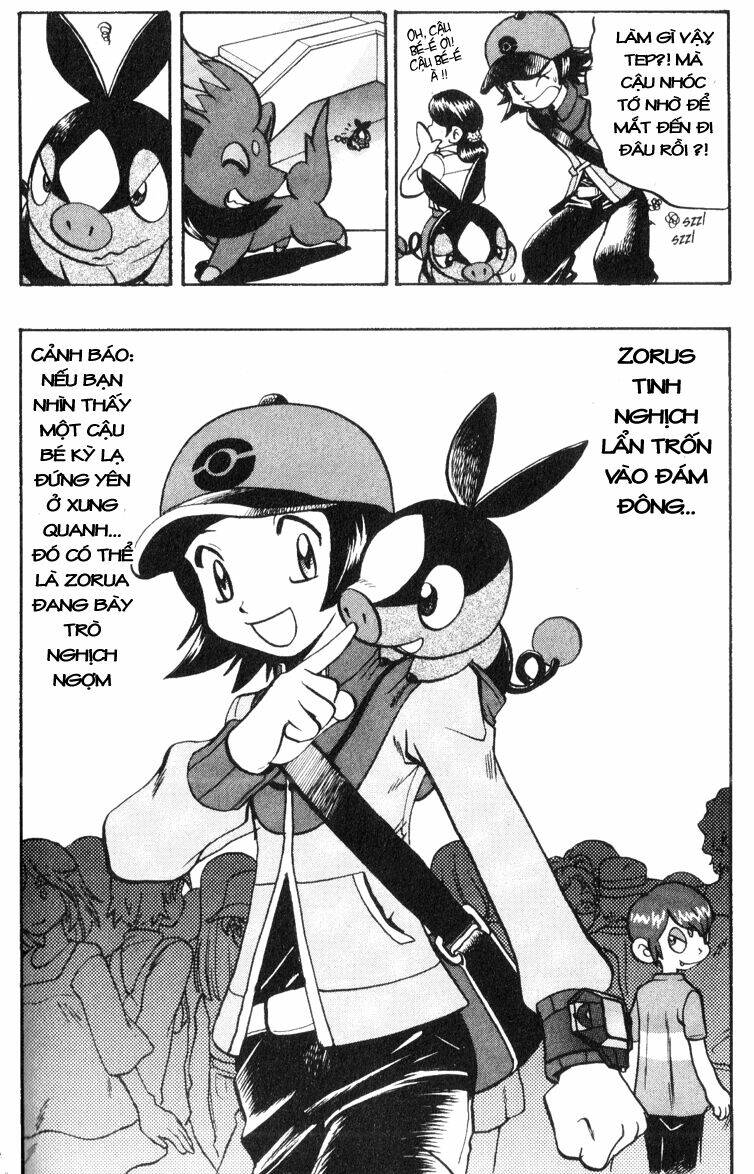 LÀM GÌ VẬY,
TEP?! MÀ
CẬU NHÓC
TỚ NHỜ ĐỂ
MẮT ĐẾN ĐI
ĐÂU RỒI ?!
OH, CẬU
BÉ-É ƠI!
CẬU BÉ-É
À !!
SZZ!
SZZ!
ZORUS
TINH
NGHỊCH
LẨN TRỐN
VÀO ĐÁM
ĐÔNG...
CẢNH BÁO:
NẾU BẠN
NHÌN THẤY
MỘT CẬU
BÉ KỲ LẠ
ĐỨNG YÊN
Ở XUNG
QUANH...
ĐÓ CÓ THỂ
LÀ ZORUA
ĐANG BÀY
TRÒ
NGHỊCH
NGỢM